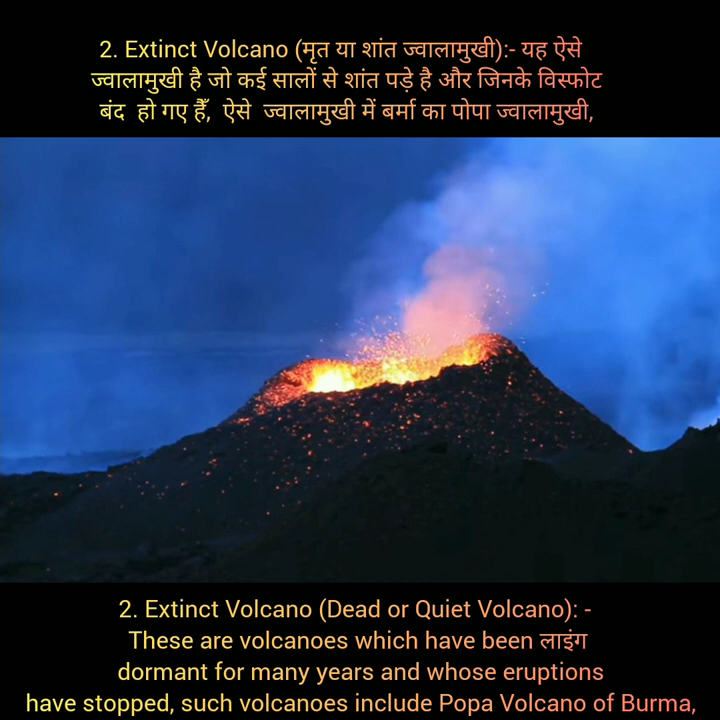 2. Extinct Volcano (मृत या शांत ज्वालामुखी):- यह ऐसे
ज्वालामुखी है जो कई सालों से शांत पड़े है और जिनके विस्फोट
बंद हो गए हैँ, ऐसे ज्वालामुखी में बर्मा का पोपा ज्वालामुखी,
2. Extinct Volcano (Dead or Quiet Volcano): -
These are volcanoes which have been लाइंग
dormant for many years and whose eruptions
have stopped, such volcanoes include Popa Volcano of Burma,